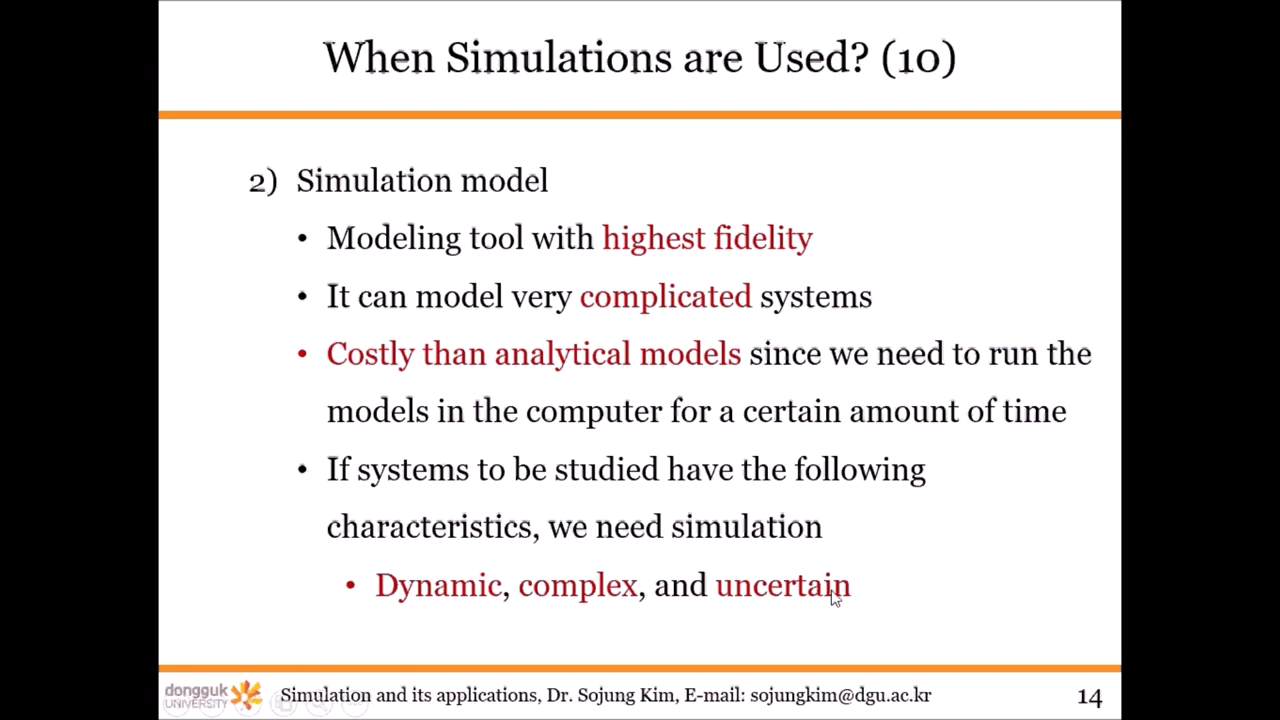 When Simulations are Used? (10)
2) Simulation model
• Modeling tool with highest fidelity
• It can model very complicated systems
• Costly than analytical models since we need to run the
models in the computer for a certain amount of time
• If systems to be studied have the following
characteristics, we need simulation
• Dynamic, complex, and uncertain
dongguk
UNIVERSITY
Simulation and its applications, Dr. Sojung Kim, E-mail: sojungkim@dgu.ac.kr
14